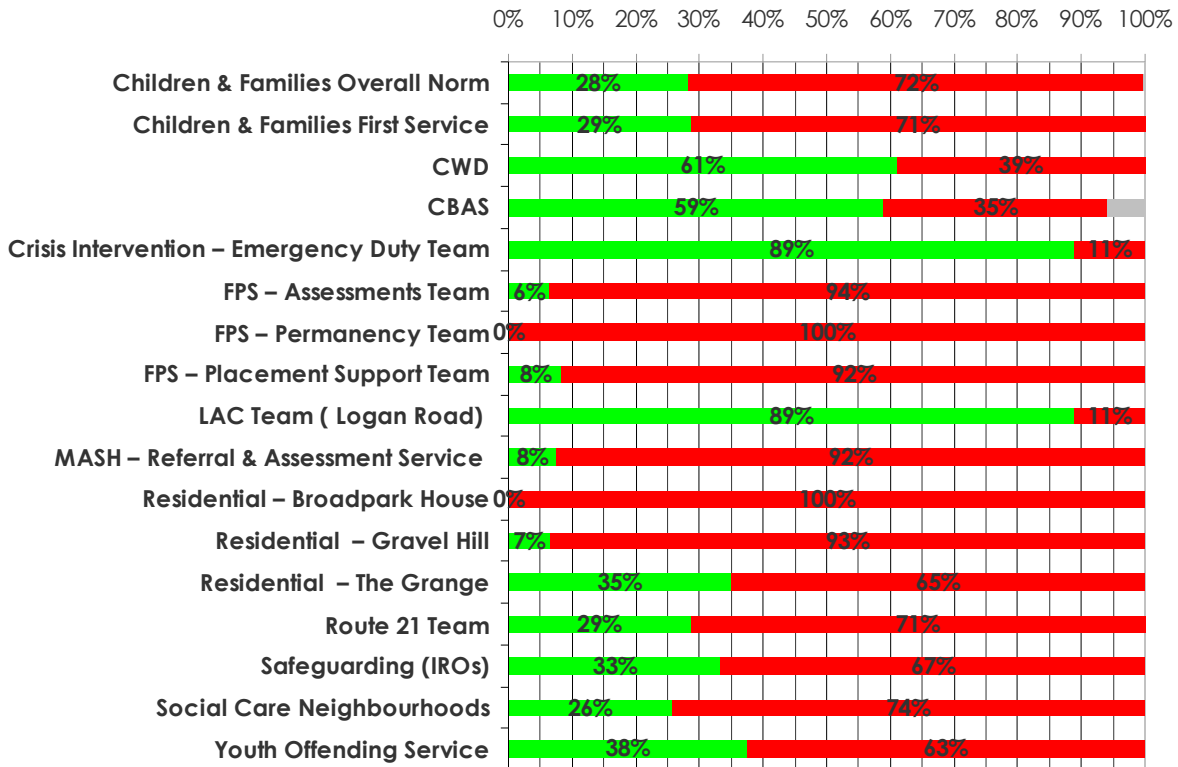 0% 10% 20% 30% 40% 50% 60% 70% 80% 90% 100%
Children & Families Overall Norm 28% 72%
Children & Families First Service 29% 71%
CWD 61% 39%
CBAS 59% 35%
Crisis Intervention – Emergency Duty Team 89% 11%
FPS – Assessments Team 6% 94%
FPS – Permanency Team 0% 100%
FPS – Placement Support Team 8% 92%
LAC Team ( Logan Road) 89% 11%
MASH – Referral & Assessment Service 8% 92%
Residential – Broadpark House 0% 100%
Residential – Gravel Hill 7% 93%
Residential – The Grange 35% 65%
Route 21 Team 29% 71%
Safeguarding (IROs) 33% 67%
Social Care Neighbourhoods 26% 74%
Youth Offending Service 38% 63%